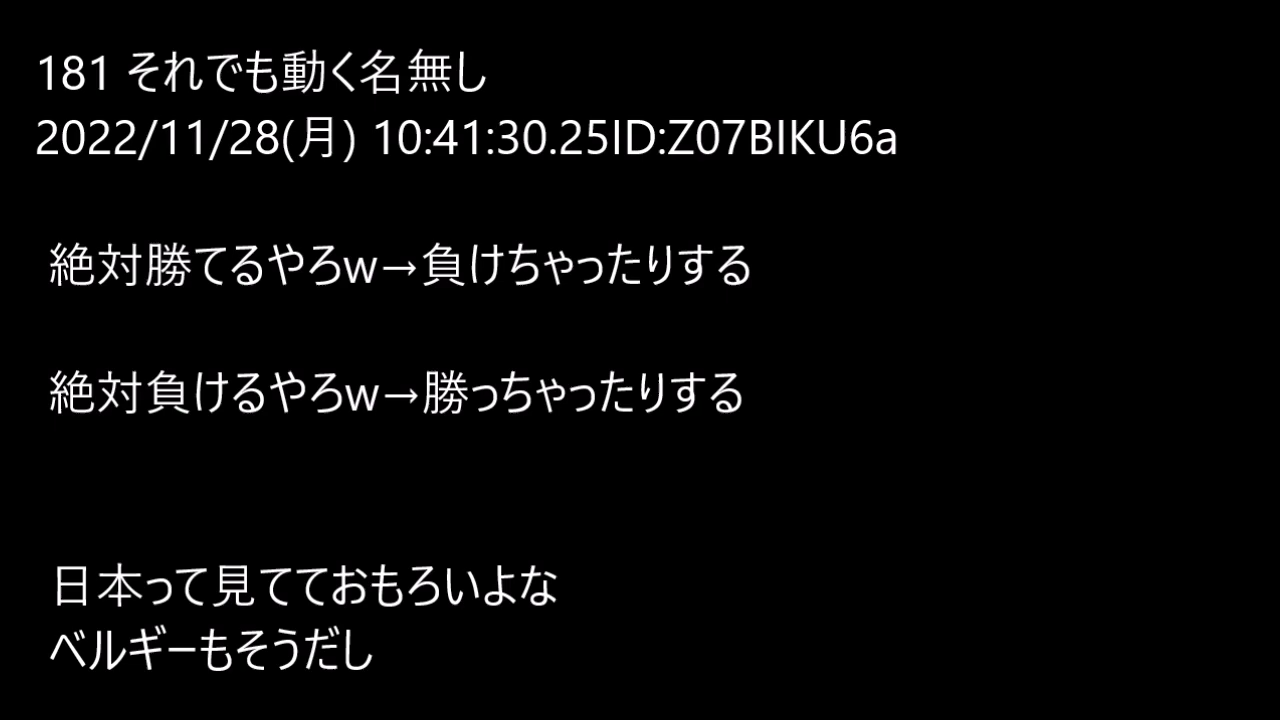 181 それでも動く名無し
2022/11/28(月) 10:41:30.25ID:Z07BIKU6a
絶対勝てるやろw→負けちゃったりする
絶対負けるやろw→勝っちゃったりする
日本って見てておもろいよな
ベルギーもそうだし